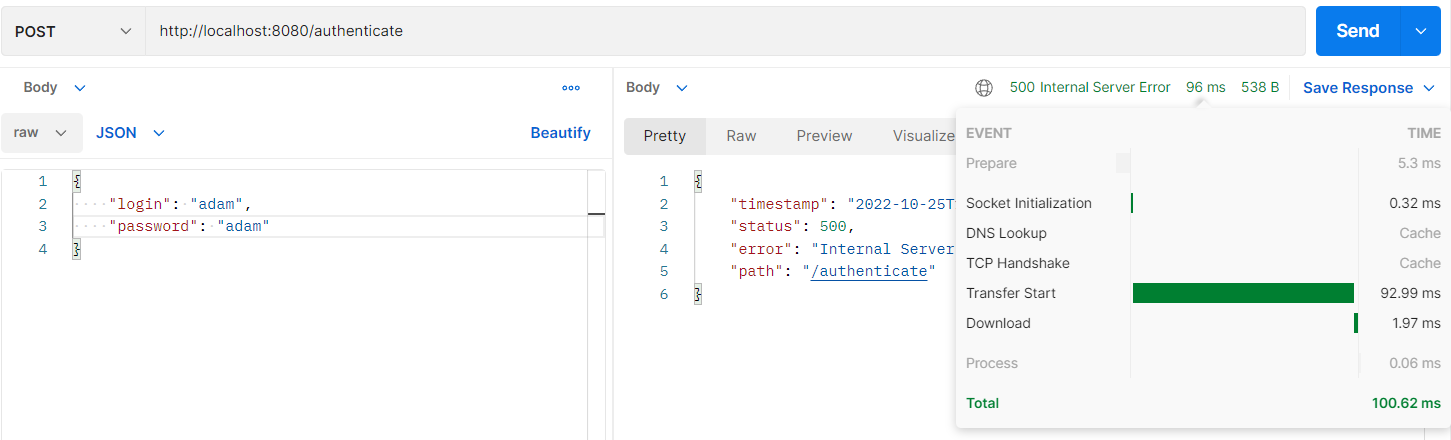 POST http://localhost:8080/authenticate Send
Body
raw JSON Beautify
1 {
2 "login": "adam",
3 "password": "adam"
4 }
Body 500 Internal Server Error 96 ms 538 B Save Response
Pretty Raw Preview Visualize
1 {
2 "timestamp": "2022-10-25T
3 "status": 500,
4 "error": "Internal Server
5 "path": "/authenticate"
6 }
EVENT TIME
Prepare 5.3 ms
Socket Initialization 0.32 ms
DNS Lookup Cache
TCP Handshake Cache
Transfer Start 92.99 ms
Download 1.97 ms
Process 0.06 ms
Total 100.62 ms